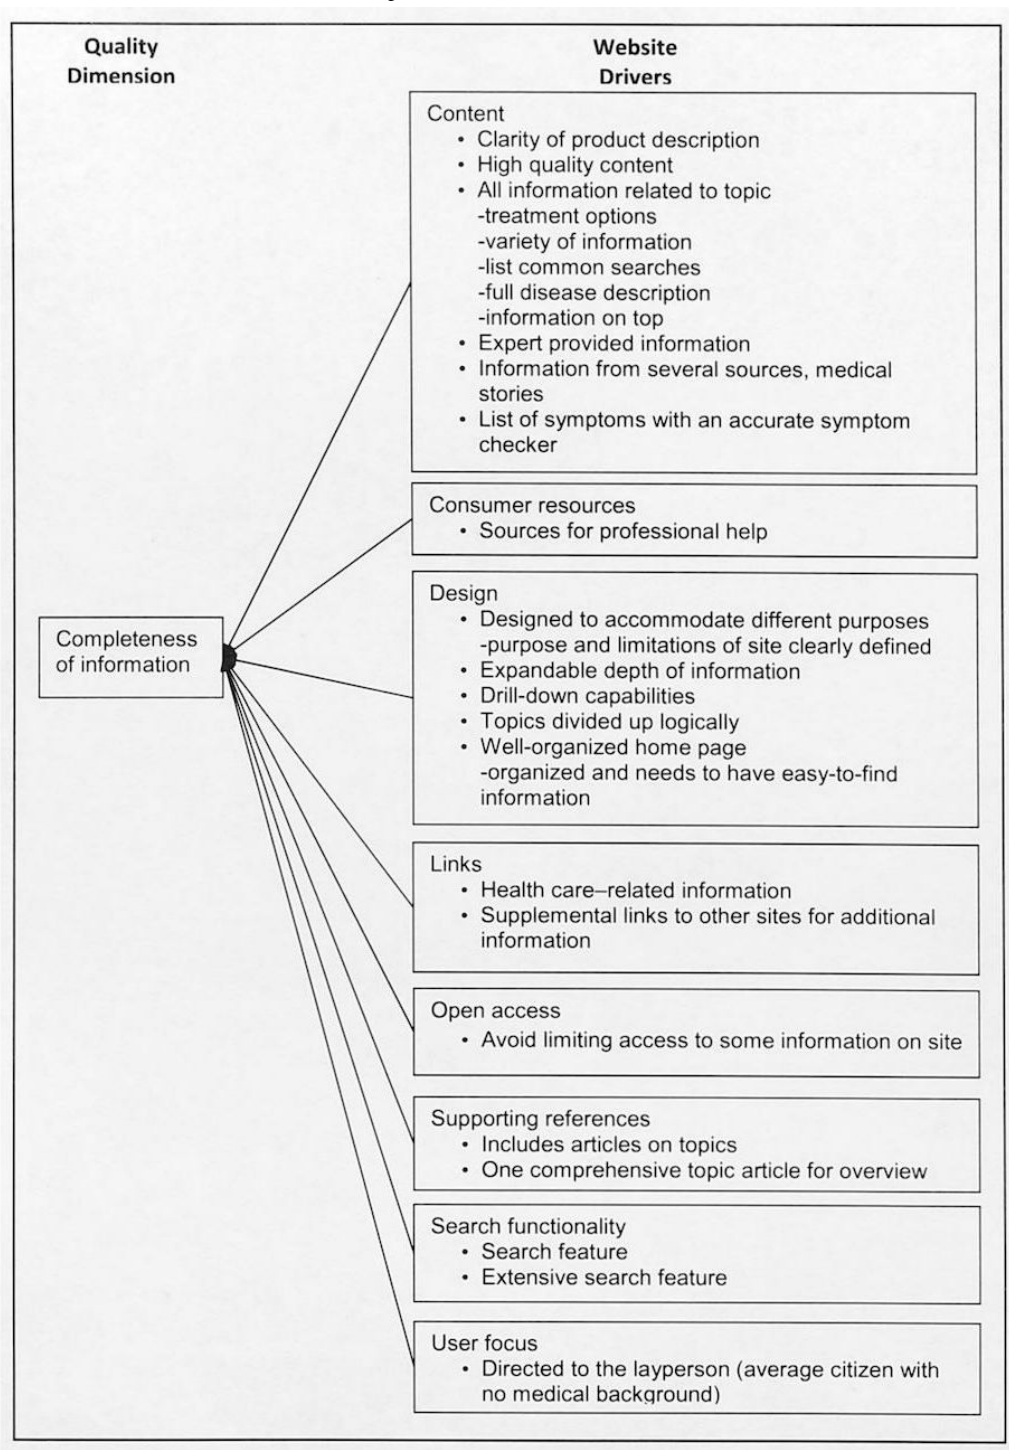 Quality
Dimension
Website
Drivers
Content
• Clarity of product description
• High quality content
• All information related to topic
-treatment options
-variety of information
-list common searches
-full disease description
-information on top
• Expert provided information
• Information from several sources, medical
stories
• List of symptoms with an accurate symptom
checker
Consumer resources
• Sources for professional help
Design
• Designed to accommodate different purposes
-purpose and limitations of site clearly defined
• Expandable depth of information
• Drill-down capabilities
• Topics divided up logically
• Well-organized home page
-organized and needs to have easy-to-find
information
Completeness
of information
Links
• Health care–related information
• Supplemental links to other sites for additional
information
Open access
• Avoid limiting access to some information on site
Supporting references
• Includes articles on topics
• One comprehensive topic article for overview
Search functionality
• Search feature
• Extensive search feature
User focus
• Directed to the layperson (average citizen with
no medical background)